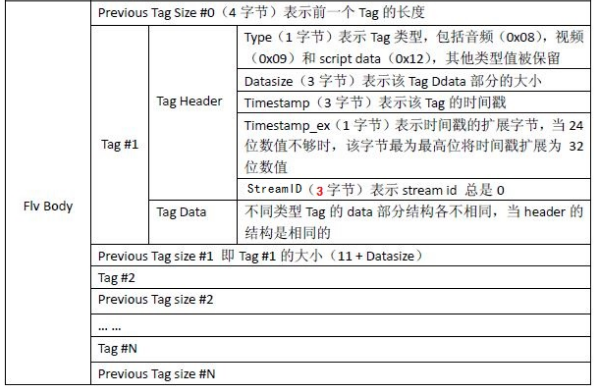 Previous Tag Size #0（4 字节）表示前一个 Tag 的长度
Type（1 字节）表示 Tag 类型，包括音频（0x08），视频
（0x09）和 script data（0x12），其他类型值被保留
Datasize（3 字节）表示该 Tag Ddata 部分的大小
Tag Header
Timestamp（3 字节）表示该 Tag 的时间戳
Timestamp_ex（1 字节）表示时间戳的扩展字节，当 24
位数值不够时，该字节最为最高位将时间戳扩展为 32
位数值
Tag #1
StreamID（3 字节）表示 stream id 总是 0
Flv Body
Tag Data
不同类型 Tag 的 data 部分结构各不相同，当 header 的
结构是相同的
Previous Tag size #1 即 Tag #1 的大小（11 + Datasize）
Tag #2
Previous Tag size #2
... ...
Tag #N
Previous Tag size #N